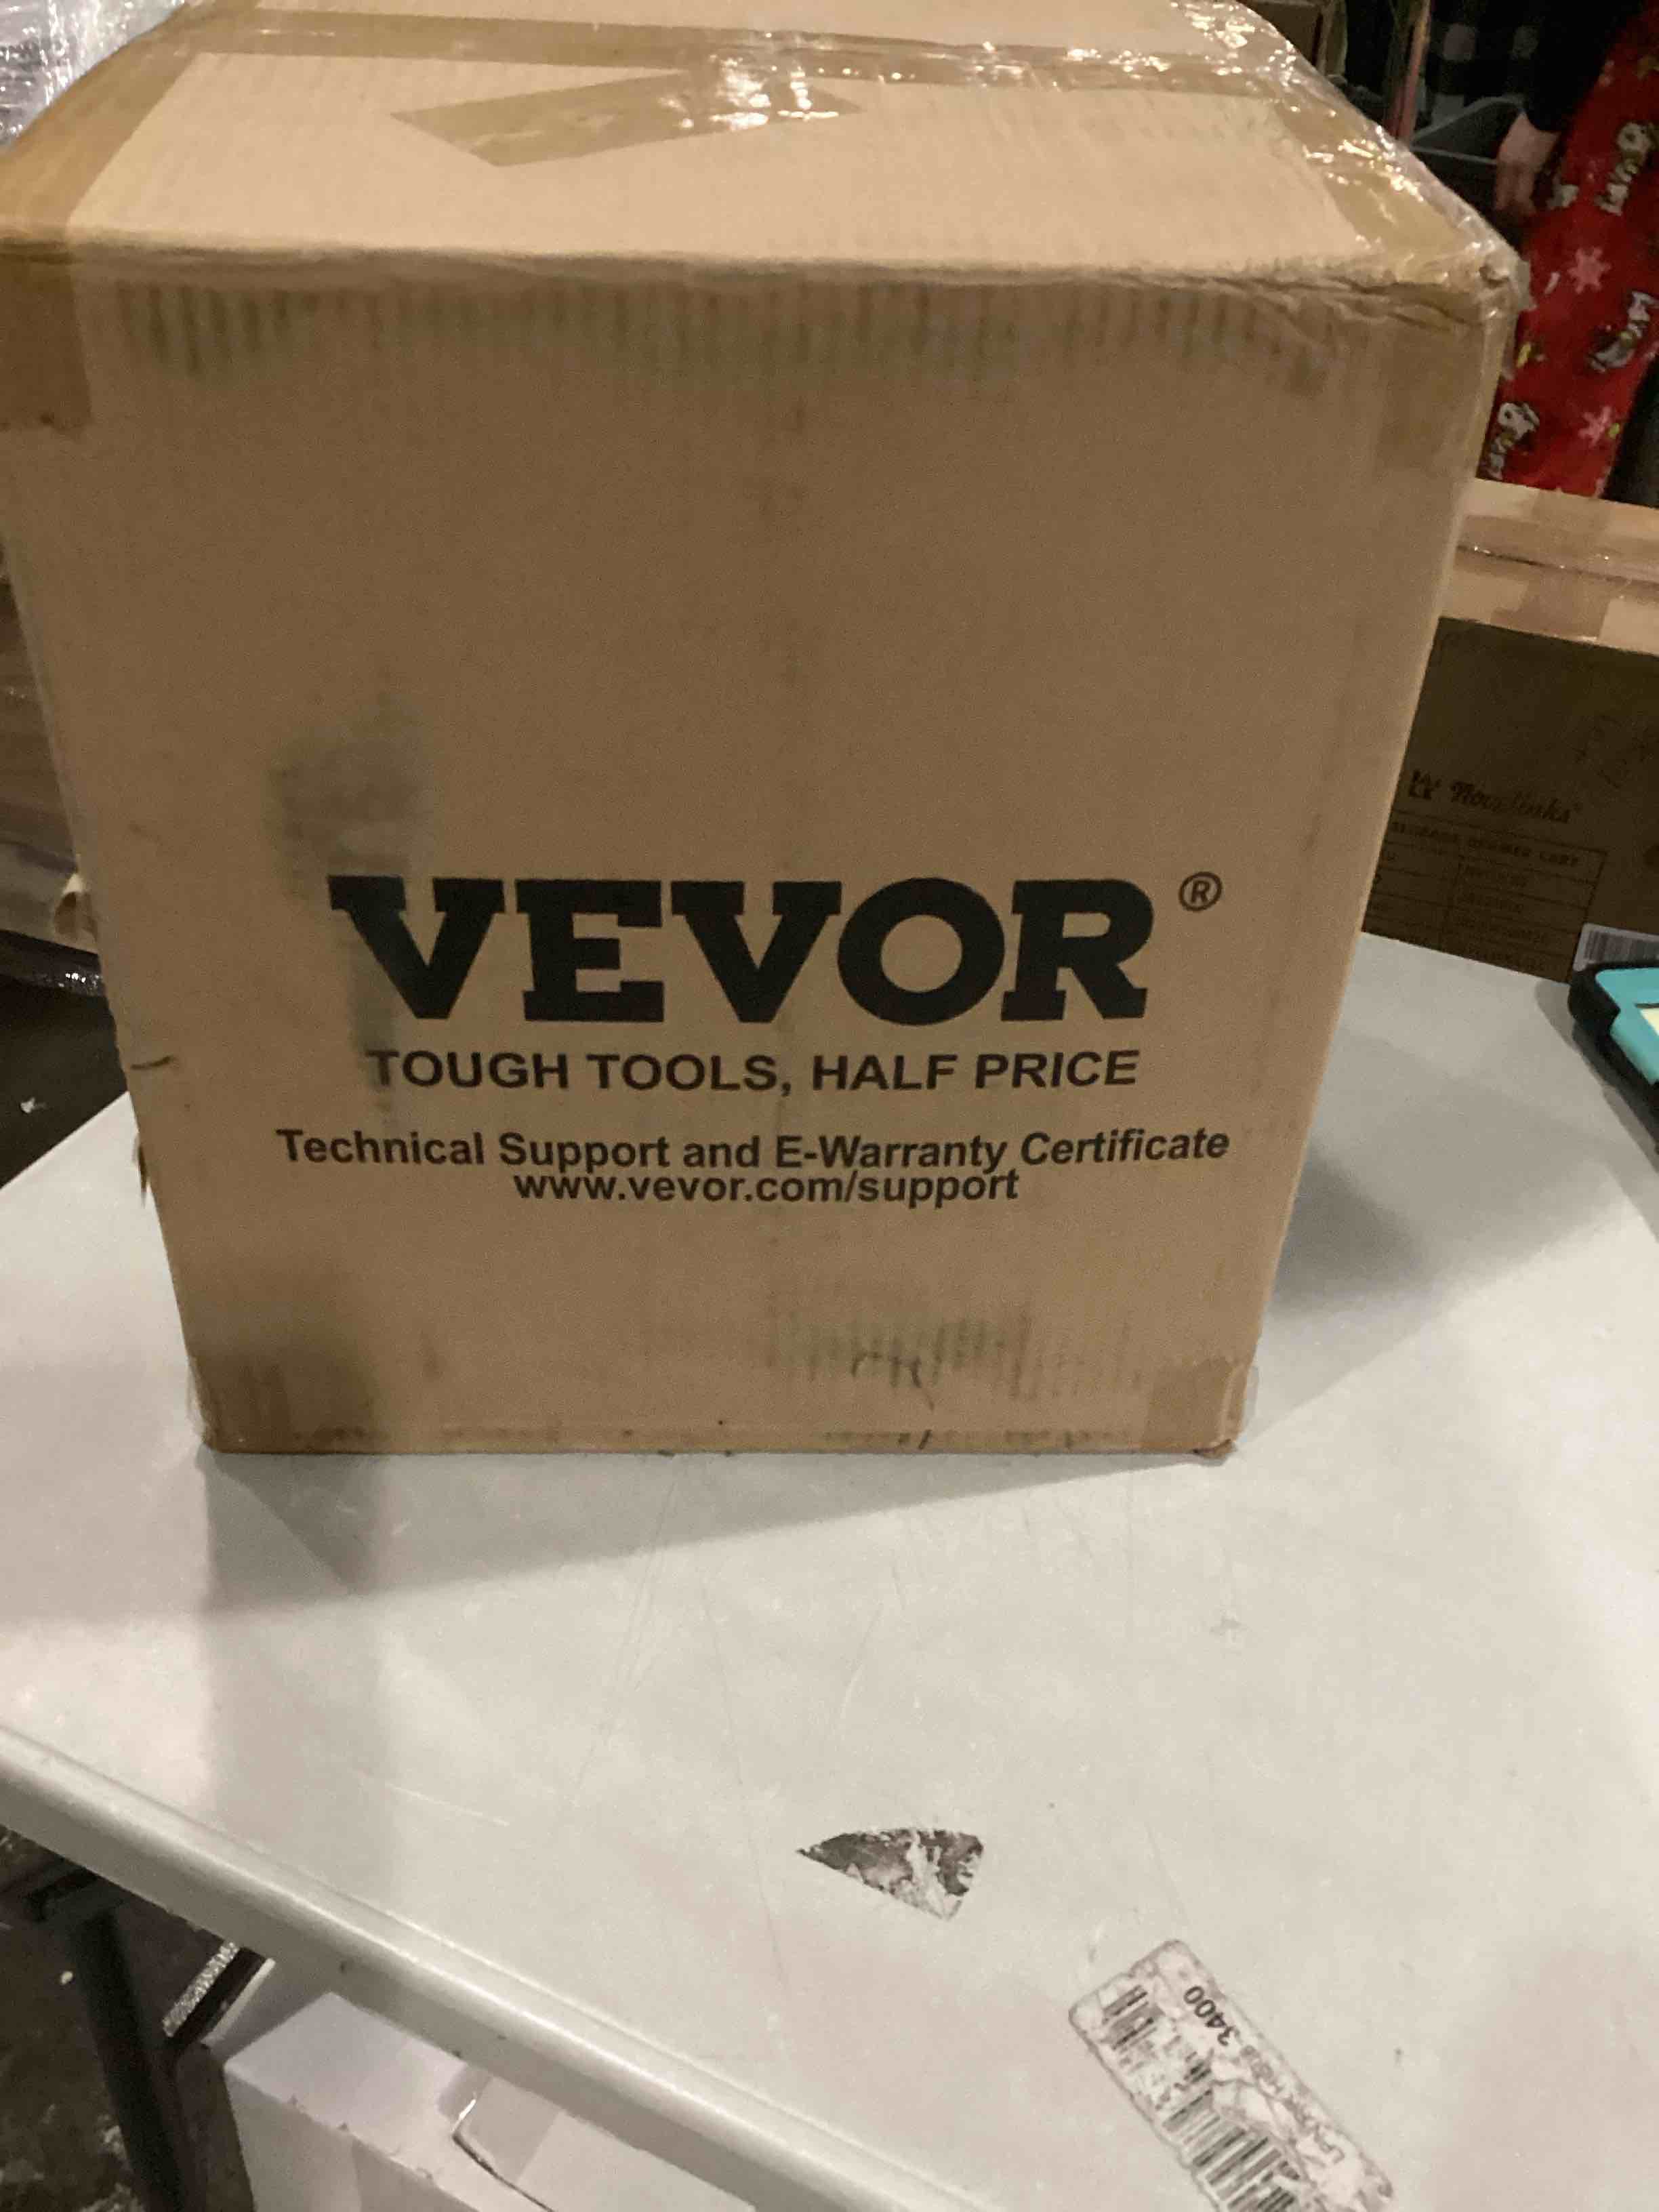 VEVOR®
TOUGH TOOLS, HALF PRICE
Technical Support and E-Warranty Certificate
www.vevor.com/support
3400